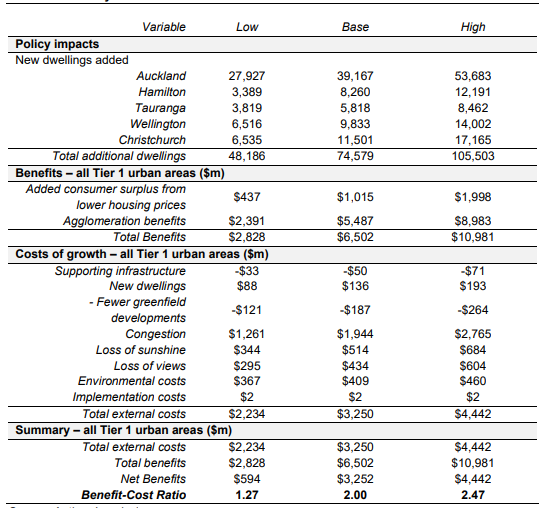 Variable Low Base High
Policy impacts
New dwellings added
Auckland 27,927 39,167 53,683
Hamilton 3,389 8,260 12,191
Tauranga 3,819 5,818 8,462
Wellington 6,516 9,833 14,002
Christchurch 6,535 11,501 17,165
Total additional dwellings 48,186 74,579 105,503
Benefits – all Tier 1 urban areas ($m)
Added consumer surplus from
lower housing prices $437 $1,015 $1,998
Agglomeration benefits $2,391 $5,487 $8,983
Total Benefits $2,828 $6,502 $10,981
Costs of growth – all Tier 1 urban areas ($m)
Supporting infrastructure -$33 -$50 -$71
New dwellings $88 $136 $193
- Fewer greenfield
developments -$121 -$187 -$264
Congestion $1,261 $1,944 $2,765
Loss of sunshine $344 $514 $684
Loss of views $295 $434 $604
Environmental costs $367 $409 $460
Implementation costs $2 $2 $2
Total external costs $2,234 $3,250 $4,442
Summary – all Tier 1 urban areas ($m)
Total external costs $2,234 $3,250 $4,442
Total benefits $2,828 $6,502 $10,981
Net Benefits $594 $3,252 $4,442
Benefit-Cost Ratio 1.27 2.00 2.47